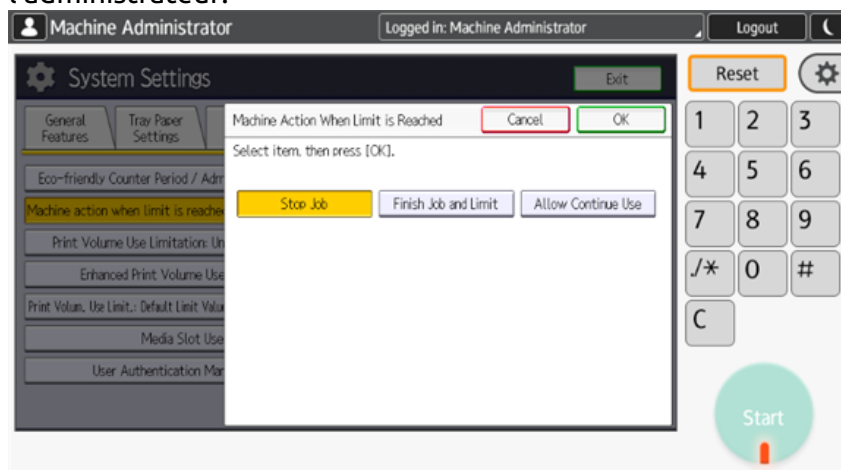 l'administrateur.
Machine Administrator
Logged in: Machine Administrator
Logout
System Settings
Exit
Reset
General
Features
Tray Paper
Settings
Machine Action When Limit is Reached
Cancel
OK
Select item, then press [OK].
Stop Job
Finish Job and Limit
Allow Continue Use
Eco-friendly Counter Period / Adm
Machine action when limit is reache
Print Volume Use Limitation: Un
Enhanced Print Volume Use
Print Volum. Use Limit.: Default Limit Valu
Media Slot Use
User Authentication Man
1 2 3
4 5 6
7 8 9
./* 0 #
C
Start